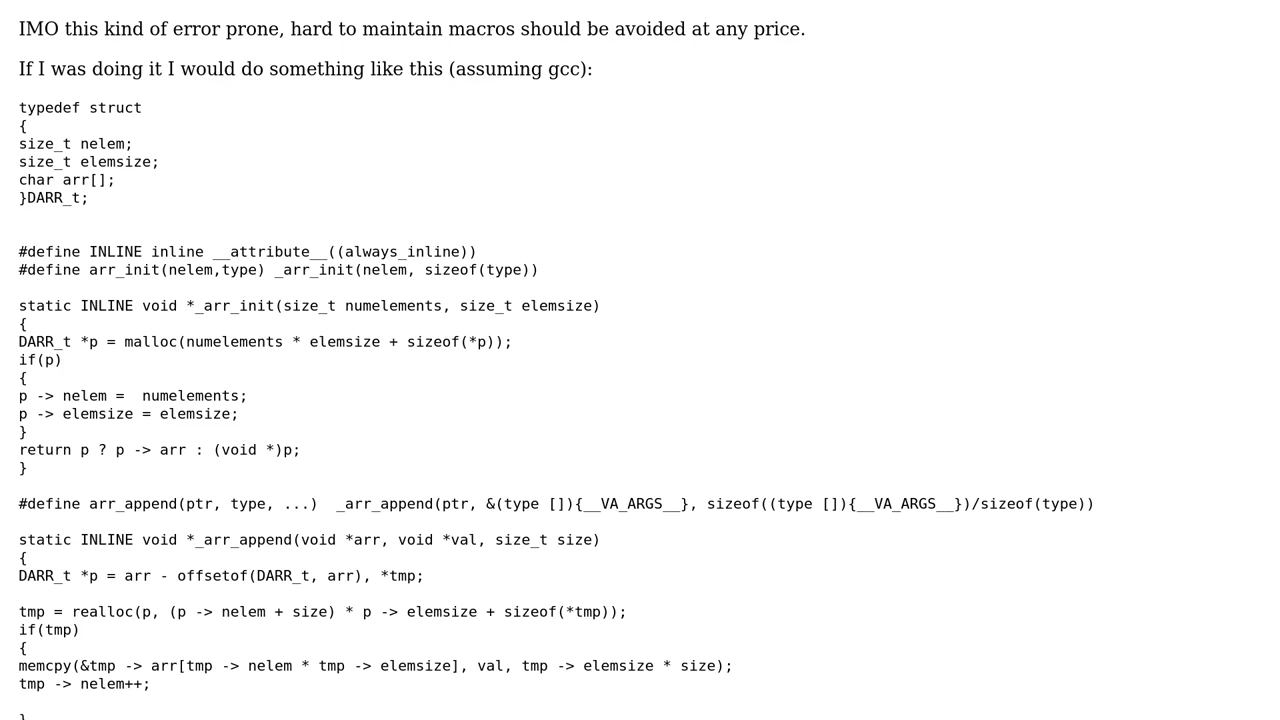 IMO this kind of error prone, hard to maintain macros should be avoided at any price.
If I was doing it I would do something like this (assuming gcc):
typedef struct
{
size_t nelem;
size_t elemsize;
char arr[];
}DARR_t;
#define INLINE inline __attribute__((always_inline))
#define arr_init(nelem,type) _arr_init(nelem, sizeof(type))
static INLINE void *_arr_init(size_t numelements, size_t elemsize)
{
DARR_t *p = malloc(numelements * elemsize + sizeof(*p));
if(p)
{
p -> nelem =  numelements;
p -> elemsize = elemsize;
}
return p ? p -> arr : (void *)p;
}
#define arr_append(ptr, type, ...)  _arr_append(ptr, &(type []){__VA_ARGS__}, sizeof((type []){__VA_ARGS__})/sizeof(type))
static INLINE void *_arr_append(void *arr, void *val, size_t size)
{
DARR_t *p = arr - offsetof(DARR_t, arr), *tmp;
tmp = realloc(p, (p -> nelem + size) * p -> elemsize + sizeof(*tmp));
if(tmp)
{
memcpy(&tmp -> arr[tmp -> nelem * tmp -> elemsize], val, tmp -> elemsize * size);
tmp -> nelem++;
}